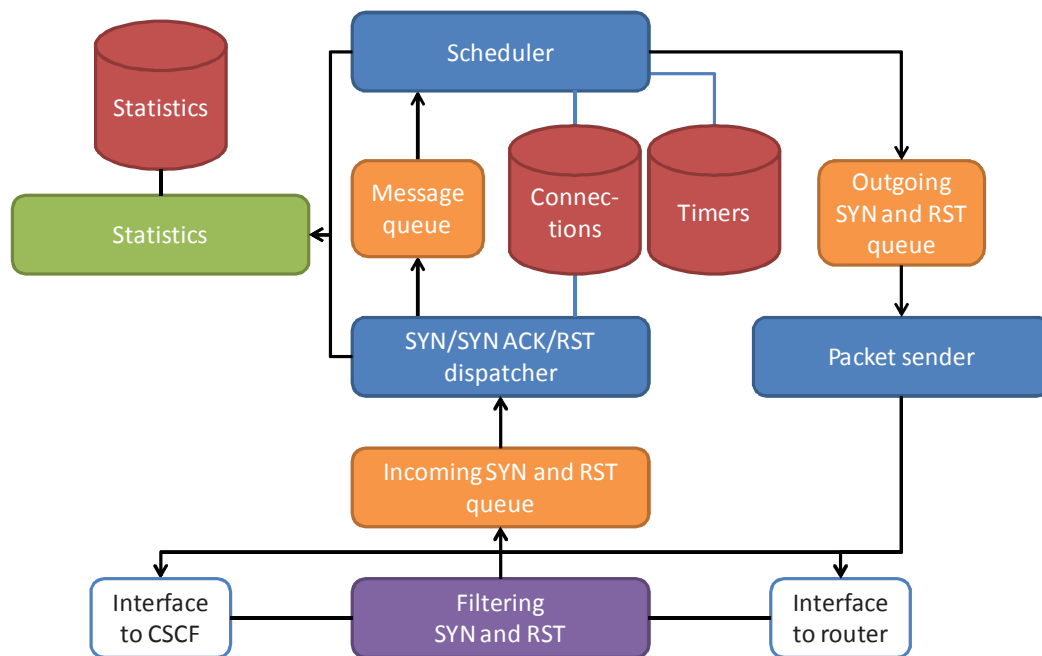 Scheduler
Statistics
Message
queue
Connec-
tions
Timers
Outgoing
SYN and RST
queue
Statistics
SYN/SYN ACK/RST
dispatcher
Packet sender
Incoming SYN and RST
queue
Interface
to CSCF
Filtering
SYN and RST
Interface
to router